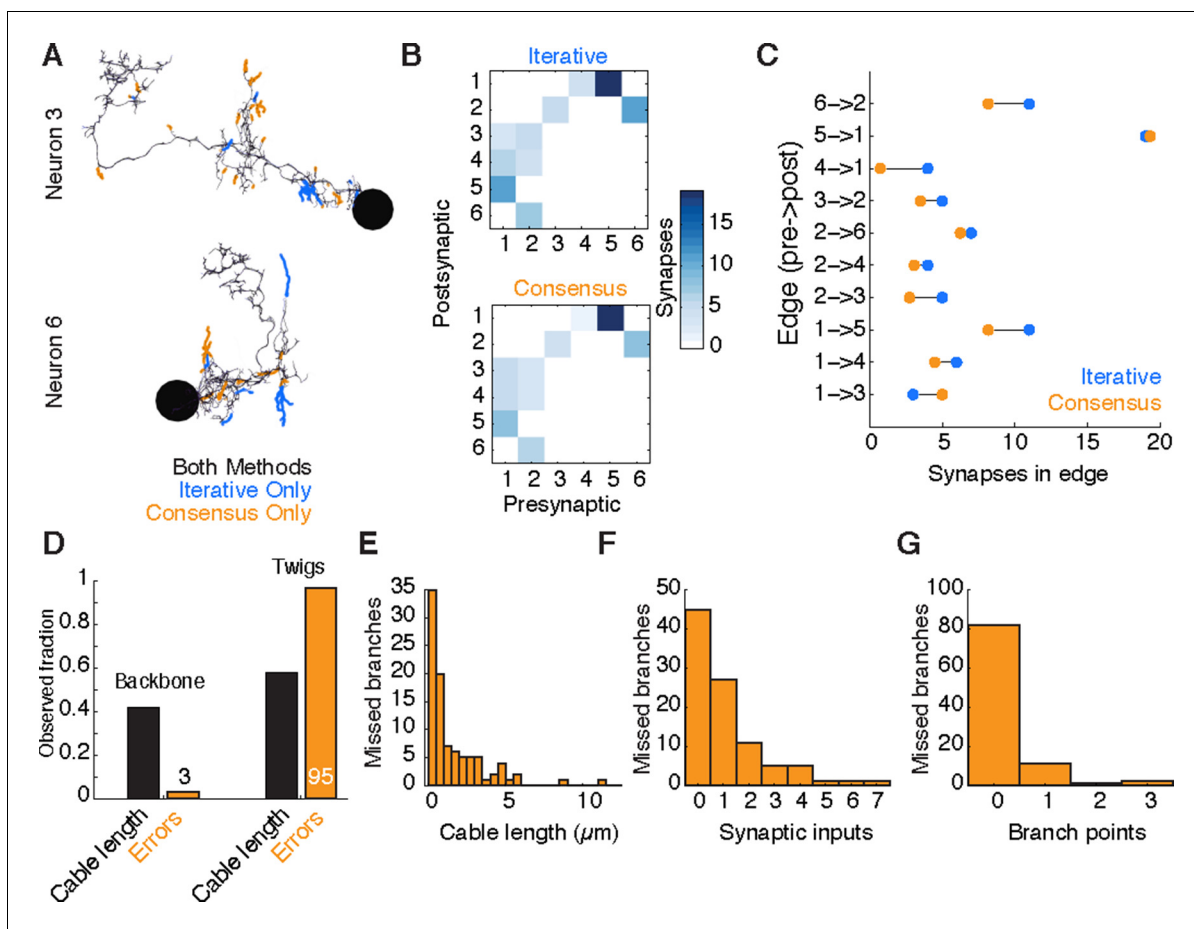 A
Neuron 3
Neuron 6
Both Methods
Iterative Only
Consensus Only
B
Iterative
1
2
3
4
5
6
1 2 3 4 5 6
Postsynaptic
Synapses
15
10
5
0
Consensus
1
2
3
4
5
6
1 2 3 4 5 6
Presynaptic
C
Edge (pre->post)
6->2
5->1
4->1
3->2
2->6
2->4
2->3
1->5
1->4
1->3
Iterative
Consensus
0 5 10 15 20
Synapses in edge
D
Observed fraction
1
0.8
0.6
0.4
0.2
0
Backbone
Twigs
3
95
Cable length
Errors
Cable length
Errors
E
Missed branches
35
30
25
20
15
10
5
0
0 5 10
Cable length (μm)
F
Missed branches
50
40
30
20
10
0
0 1 2 3 4 5 6 7
Synaptic inputs
G
Missed branches
100
80
60
40
20
0
0 1 2 3
Branch points